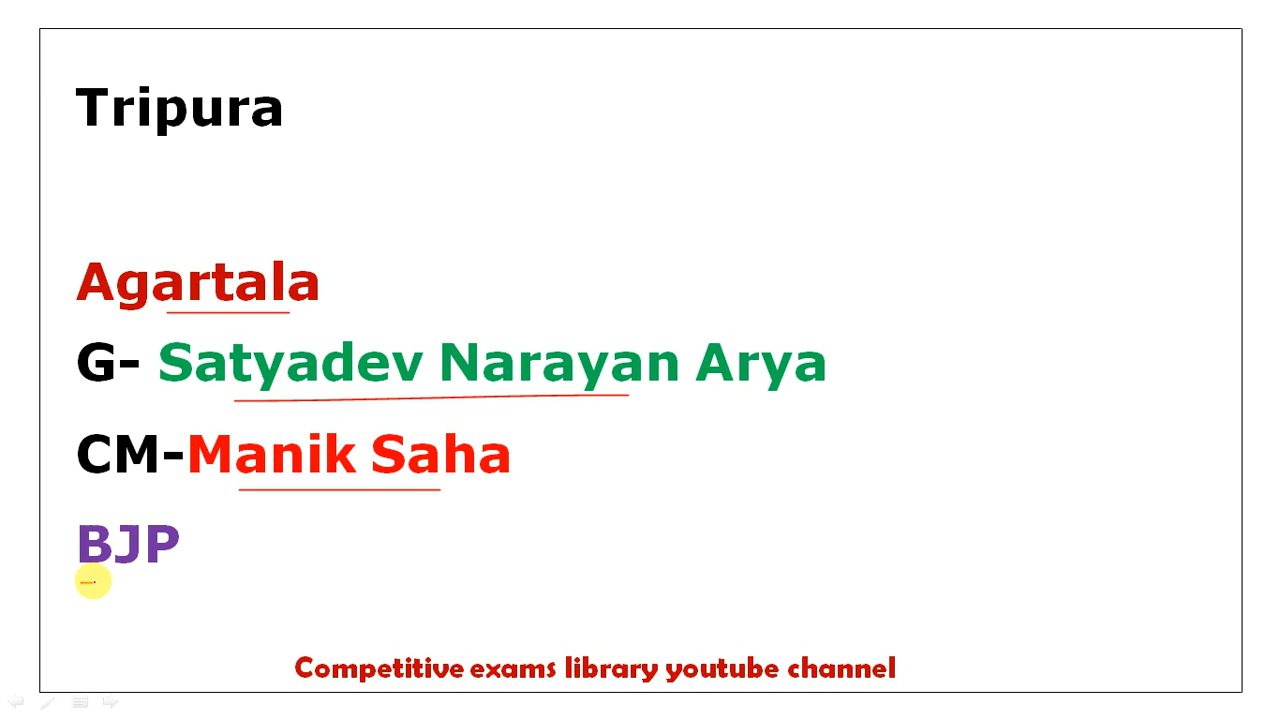 Tripura
Agartala
G- Satyadev Narayan Arya
CM-Manik Saha
BJP
Competitive exams library youtube channel